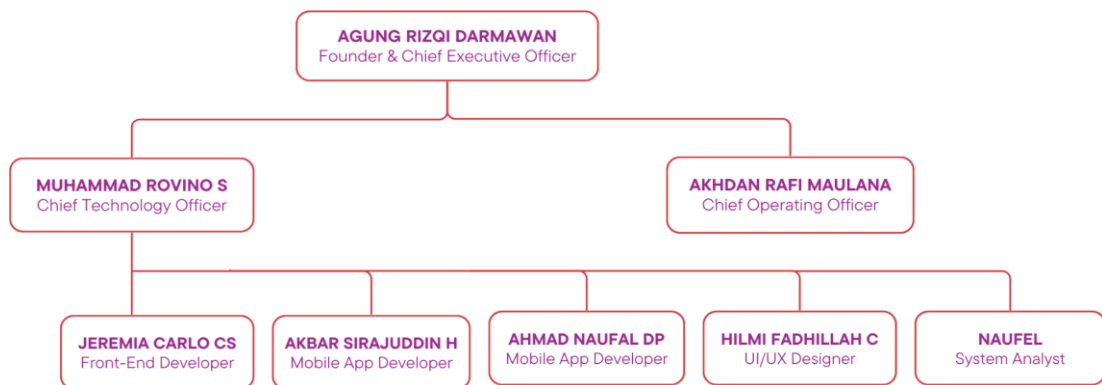 AGUNG RIZQI DARMAWAN
Founder & Chief Executive Officer
MUHAMMAD ROVINO S
Chief Technology Officer
AKHDAN RAFI MAULANA
Chief Operating Officer
JEREMIA CARLO CS
Front-End Developer
AKBAR SIRAJUDDIN H
Mobile App Developer
AHMAD NAUFAL DP
Mobile App Developer
HILMI FADHILLAH C
UI/UX Designer
NAUFEL
System Analyst